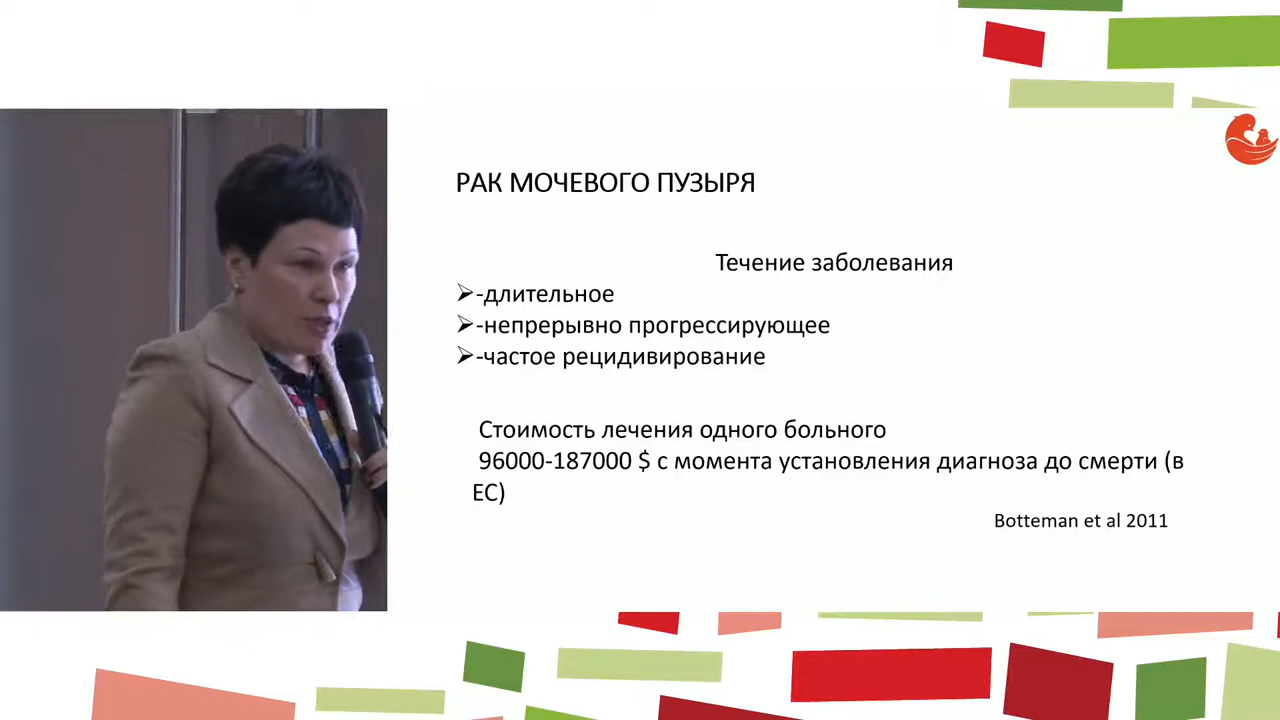 РАК МОЧЕВОГО ПУЗЫРЯ
Течение заболевания
➢-длительное
➢-непрерывно прогрессирующее
➢-частое рецидивирование
Стоимость лечения одного больного
96000-187000 $ с момента установления диагноза до смерти (в
ЕС)
Botteman et al 2011